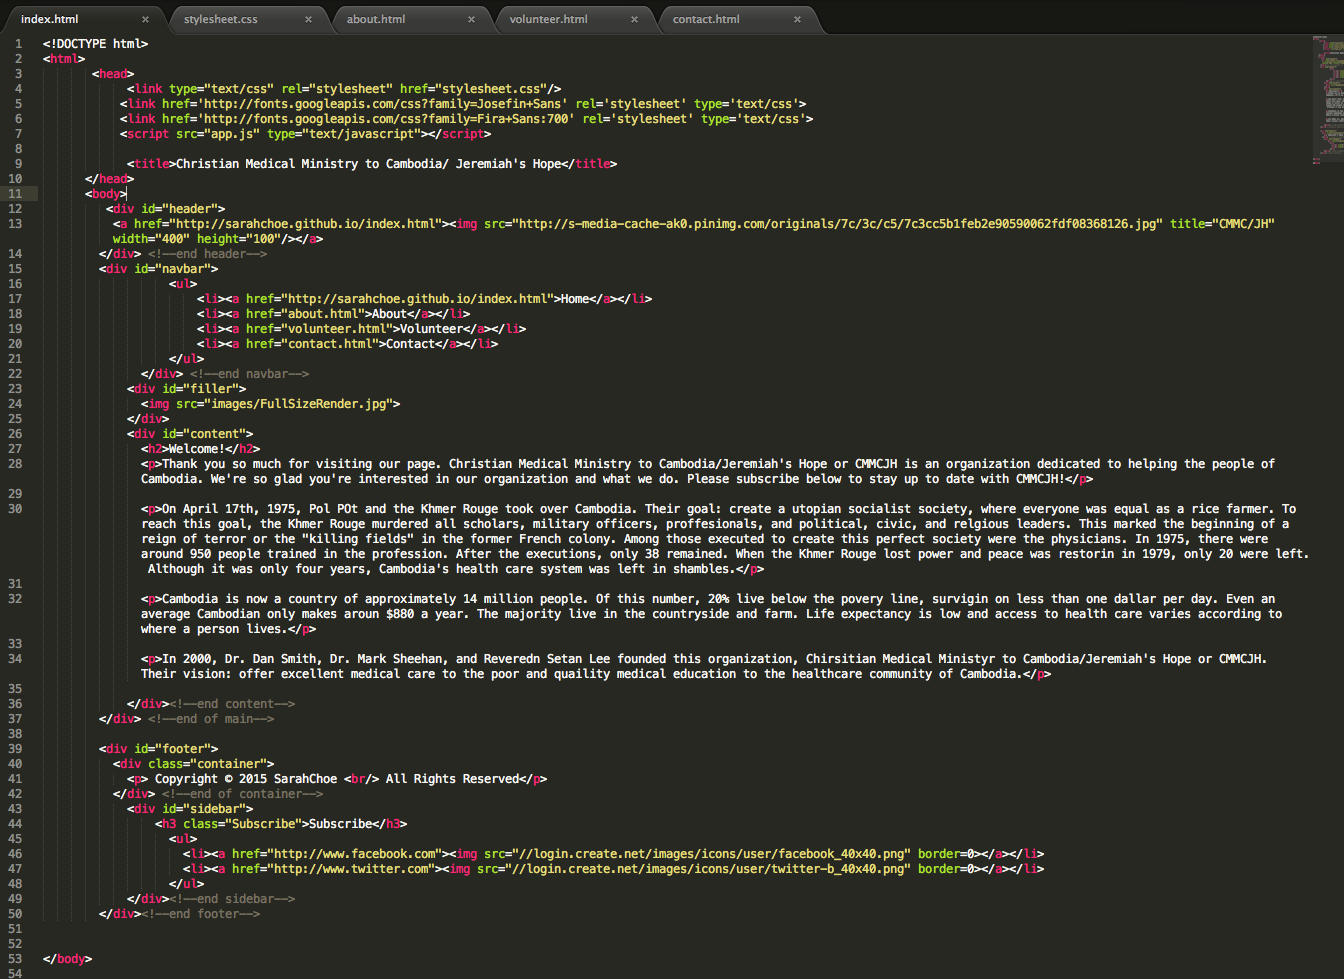 index.html × stylesheet.css × about.html × volunteer.html × contact.html ×
1 <!DOCTYPE html>
2 <html>
3 <head>
4 <link type="text/css" rel="stylesheet" href="stylesheet.css"/>
5 <link href='http://fonts.googleapis.com/css?family=Josefin+Sans' rel='stylesheet' type='text/css'>
6 <link href='http://fonts.googleapis.com/css?family=Fira+Sans:700' rel='stylesheet' type='text/css'>
7 <script src="app.js" type="text/javascript"></script>
8
9 <title>Christian Medical Ministry to Cambodia/ Jeremiah's Hope</title>
10 </head>
11 <body>
12 <div id="header">
13 <a href="http://sarahchoe.github.io/index.html"><img src="http://s-media-cache-ak0.pinimg.com/originals/7c/3c/c5/7c3cc5b1feb2e90590062fdf08368126.jpg" title="CMMC/JH"
width="400" height="100"/></a>
14 </div> <!--end header-->
15 <div id="navbar">
16 <ul>
17 <li><a href="http://sarahchoe.github.io/index.html">Home</a></li>
18 <li><a href="about.html">About</a></li>
19 <li><a href="volunteer.html">Volunteer</a></li>
20 <li><a href="contact.html">Contact</a></li>
21 </ul>
22 </div> <!--end navbar-->
23 <div id="filler">
24 <img src="images/FullSizeRender.jpg">
25 </div>
26 <div id="content">
27 <h2>Welcome!</h2>
28 <p>Thank you so much for visiting our page. Christian Medical Ministry to Cambodia/Jeremiah's Hope or CMMCJH is an organization dedicated to helping the people of
Cambodia. We're so glad you're interested in our organization and what we do. Please subscribe below to stay up to date with CMMCJH!</p>
29
30 <p>On April 17th, 1975, Pol POt and the Khmer Rouge took over Cambodia. Their goal: create a utopian socialist society, where everyone was equal as a rice farmer. To
reach this goal, the Khmer Rouge murdered all scholars, military officers, proffesionals, and political, civic, and relgious leaders. This marked the beginning of a
reign of terror or the "killing fields" in the former French colony. Among those executed to create this perfect society were the physicians. In 1975, there were
around 950 people trained in the profession. After the executions, only 38 remained. When the Khmer Rouge lost power and peace was restorin in 1979, only 20 were left.
Although it was only four years, Cambodia's health care system was left in shambles.</p>
31
32 <p>Cambodia is now a country of approximately 14 million people. Of this number, 20% live below the povery line, survigin on less than one dallar per day. Even an
average Cambodian only makes aroun $880 a year. The majority live in the countryside and farm. Life expectancy is low and access to health care varies according to
where a person lives.</p>
33
34 <p>In 2000, Dr. Dan Smith, Dr. Mark Sheehan, and Reveredn Setan Lee founded this organization, Chirsitian Medical Ministyr to Cambodia/Jeremiah's Hope or CMMCJH.
Their vision: offer excellent medical care to the poor and quaility medical education to the healthcare community of Cambodia.</p>
35
36 </div><!--end content-->
37 </div> <!--end of main-->
38
39 <div id="footer">
40 <div class="container">
41 <p> Copyright © 2015 SarahChoe <br/> All Rights Reserved</p>
42 </div> <!--end of container-->
43 <div id="sidebar">
44 <h3 class="Subscribe">Subscribe</h3>
45 <ul>
46 <li><a href="http://www.facebook.com"><img src="//login.create.net/images/icons/user/facebook_40x40.png" border=0></a></li>
47 <li><a href="http://www.twitter.com"><img src="//login.create.net/images/icons/user/twitter-b_40x40.png" border=0></a></li>
48 </ul>
49 </div><!--end sidebar-->
50 </div><!--end footer-->
51
52
53 </body>
54